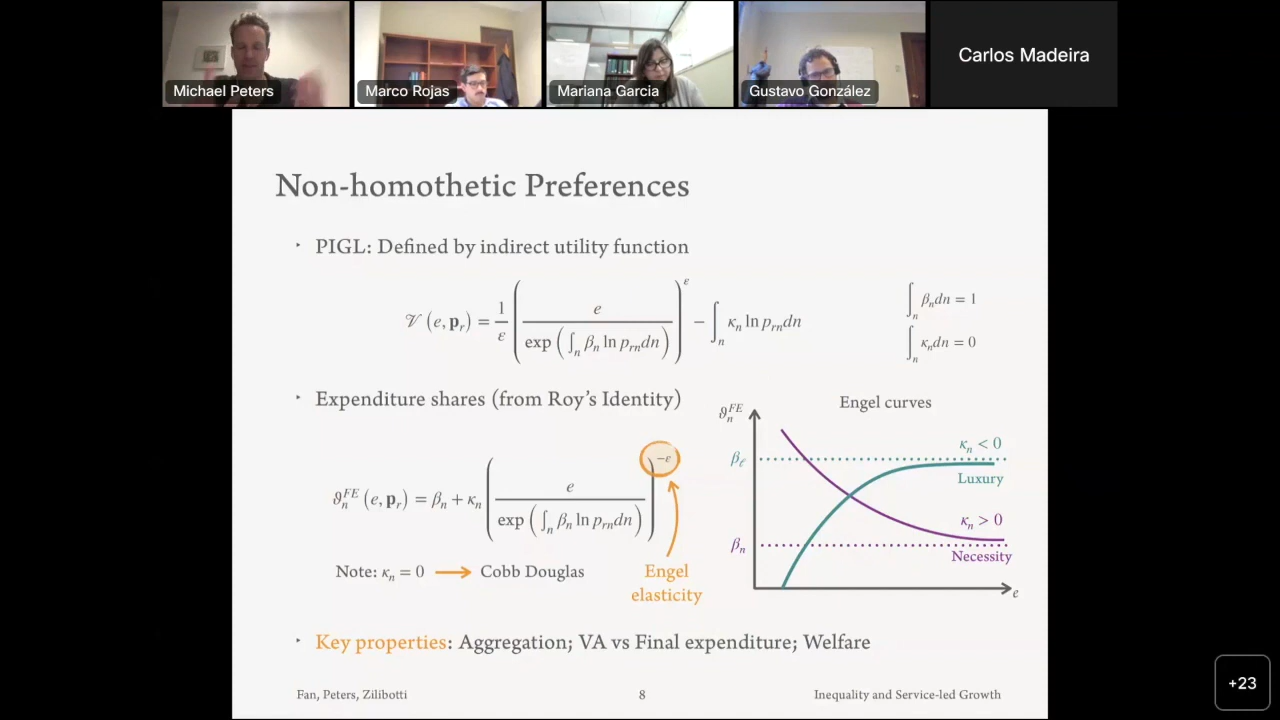 Michael Peters
Marco Rojas
Mariana Garcia
Gustavo González
Carlos Madeira
Non-homothetic Preferences
‣ PIGL: Defined by indirect utility function
𝒱 (e, p_r) = 1/ε ( e / exp ( ∫_n β_n ln p_rn dn ) )^ε − ∫_n κ_n ln p_rn dn
∫_n β_n dn = 1
∫_n κ_n dn = 0
‣ Expenditure shares (from Roy's Identity)
ϑ_n^FE (e, p_r) = β_n + κ_n ( e / exp ( ∫_n β_n ln p_rn dn ) )^−ε
Note: κ_n = 0 → Cobb Douglas
Engel
elasticity
Engel curves
ϑ_n^FE
β_ℓ
κ_n < 0
Luxury
κ_n > 0
β_n
Necessity
e
‣ Key properties: Aggregation; VA vs Final expenditure; Welfare
Fan, Peters, Zilibotti
8
Inequality and Service-led Growth
+23